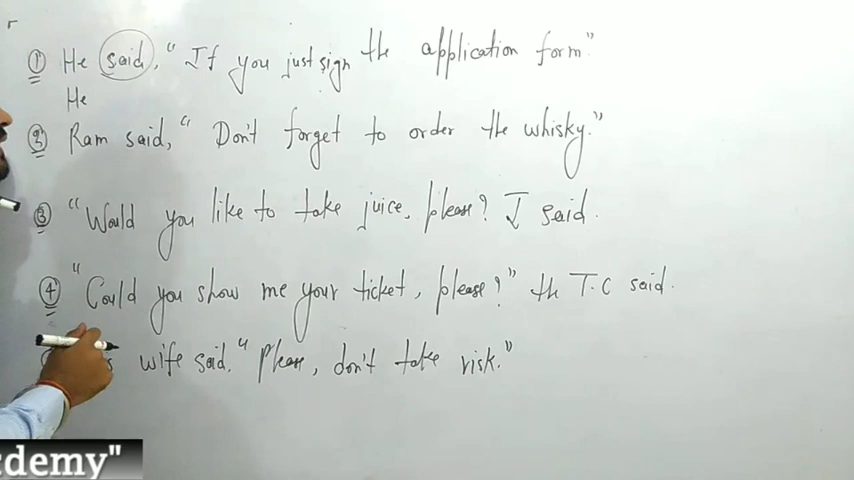 ① He said, "If you just sign the application form"
He
② Ram said, "Don't forget to order the whisky."
③ "Would you like to take juice, please? I said.
④ "Could you show me your ticket, please?" the T.C said.
wife said. "Please, don't take risk."
demy"